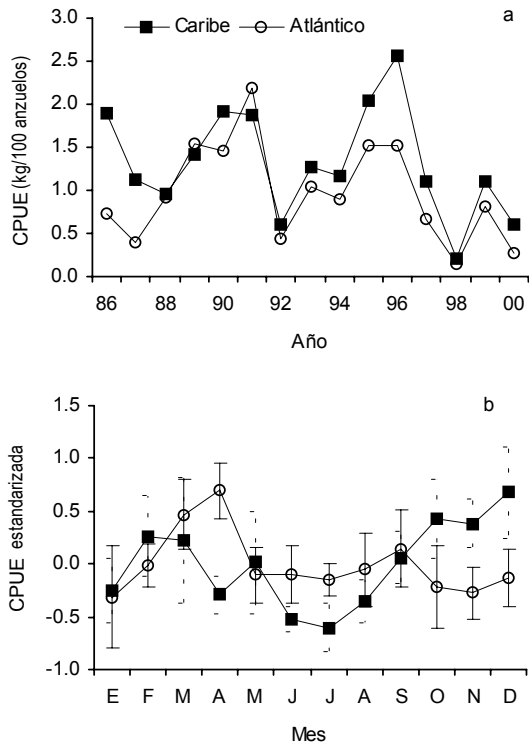 Caribe Atlántico a
CPUE (kg/100 anzuelos)
3.0
2.5
2.0
1.5
1.0
0.5
0.0
86 88 90 92 94 96 98 00
Año
b
CPUE estandarizada
1.5
1.0
0.5
0.0
-0.5
-1.0
E F M A M J J A S O N D
Mes